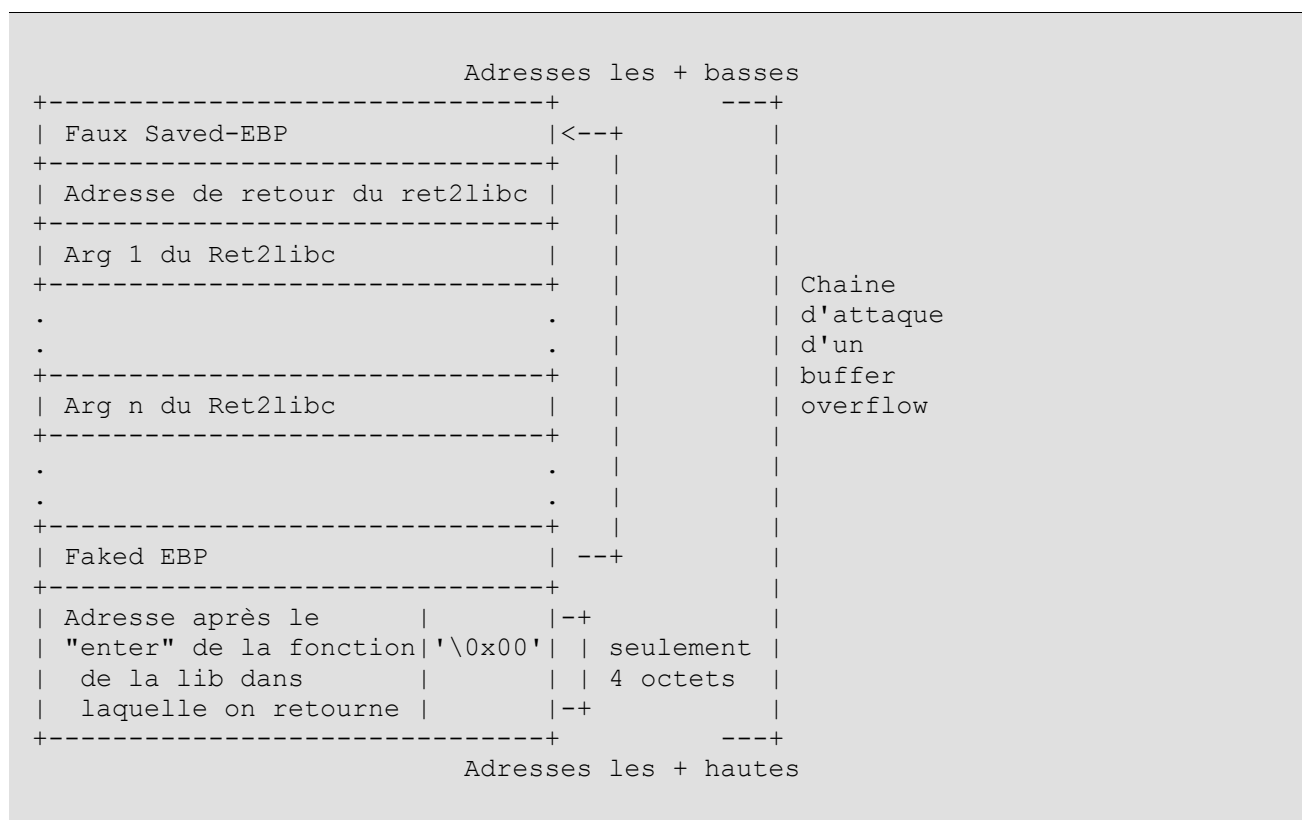 Adresses les + basses
+-------------------------------+ ---+
| Faux Saved-EBP |<--+ |
+-------------------------------+ | |
| Adresse de retour du ret2libc | | |
+-------------------------------+ | |
| Arg 1 du Ret2libc | | |
+-------------------------------+ | | Chaine
. . | | d'attaque
. . | | d'un
+-------------------------------+ | | buffer
| Arg n du Ret2libc | | | overflow
+-------------------------------+ | |
. . | |
. . | |
+-------------------------------+ | |
| Faked EBP | --+ |
+-------------------------------+ |
| Adresse après le | |-+ |
| "enter" de la fonction|'\0x00'| | seulement |
| de la lib dans | | | 4 octets |
| laquelle on retourne | |-+ |
+-------------------------------+ ---+
Adresses les + hautes